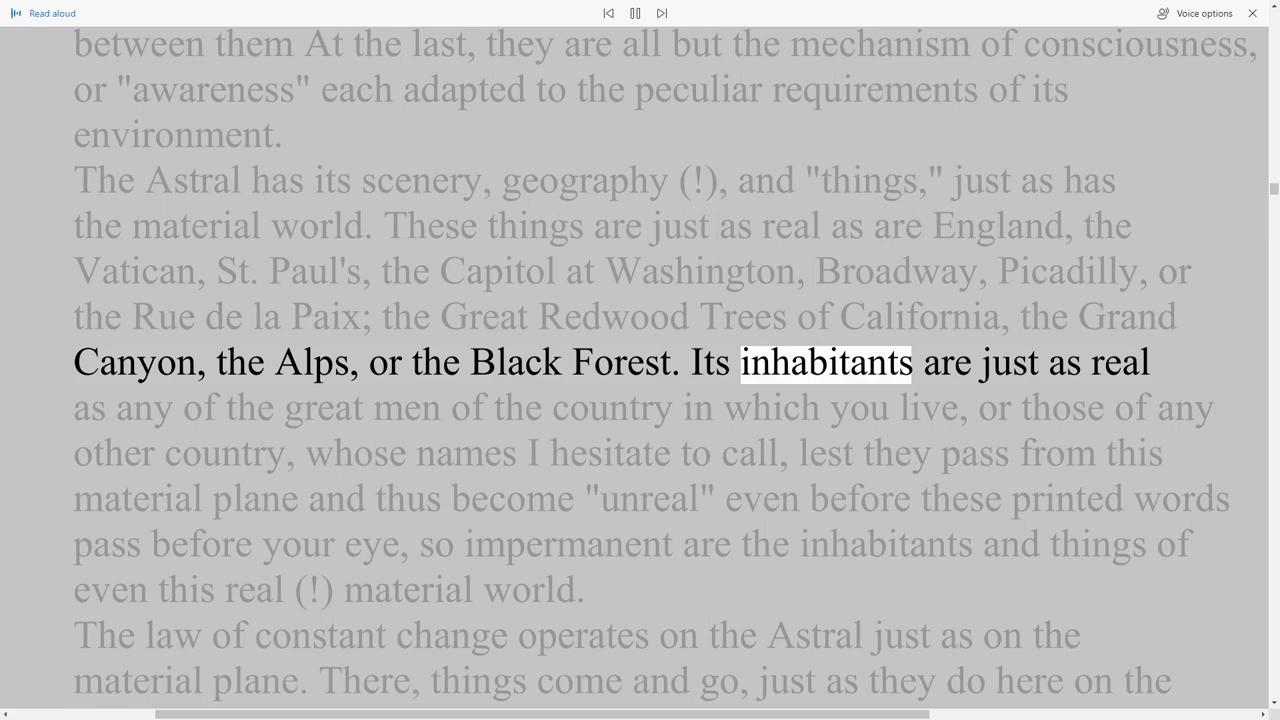 Read aloud
Voice options
between them At the last, they are all but the mechanism of consciousness,
or "awareness" each adapted to the peculiar requirements of its
environment.
The Astral has its scenery, geography (!), and "things," just as has
the material world. These things are just as real as are England, the
Vatican, St. Paul's, the Capitol at Washington, Broadway, Picadilly, or
the Rue de la Paix; the Great Redwood Trees of California, the Grand
Canyon, the Alps, or the Black Forest. Its inhabitants are just as real
as any of the great men of the country in which you live, or those of any
other country, whose names I hesitate to call, lest they pass from this
material plane and thus become "unreal" even before these printed words
pass before your eye, so impermanent are the inhabitants and things of
even this real (!) material world.
The law of constant change operates on the Astral just as on the
material plane. There, things come and go, just as they do here on the